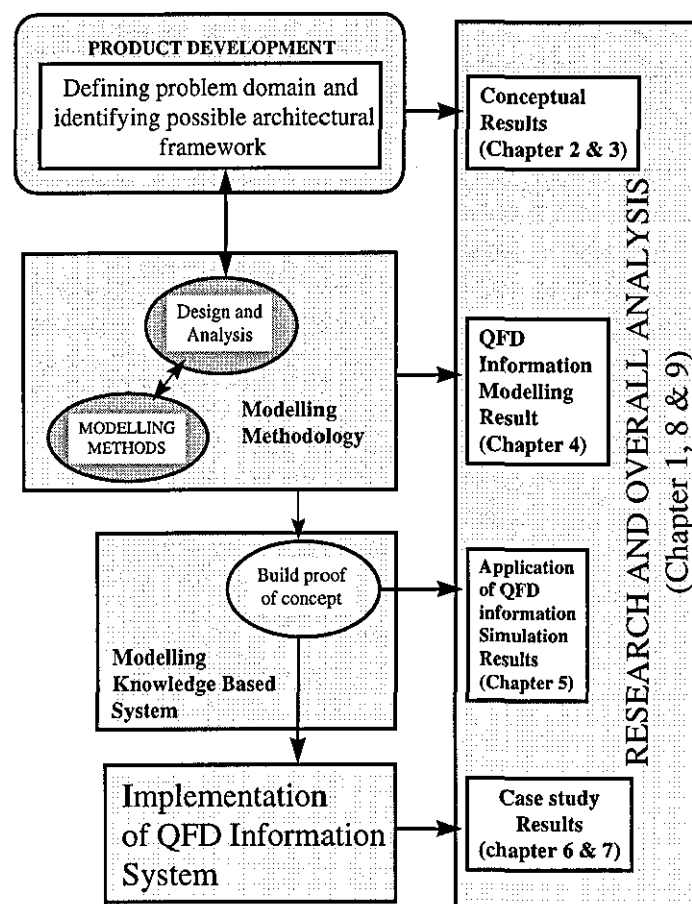 PRODUCT DEVELOPMENT
Defining problem domain and
identifying possible architectural
framework
Conceptual
Results
(Chapter 2 & 3)
Design and
Analysis
MODELLING
METHODS
Modelling
Methodology
QFD
Information
Modelling
Result
(Chapter 4)
Build proof
of concept
Modelling
Knowledge Based
System
Application
of QFD
information
Simulation
Results
(Chapter 5)
Implementation
of QFD Information
System
Case study
Results
(chapter 6 & 7)
RESEARCH AND OVERALL ANALYSIS
(Chapter 1, 8 & 9)